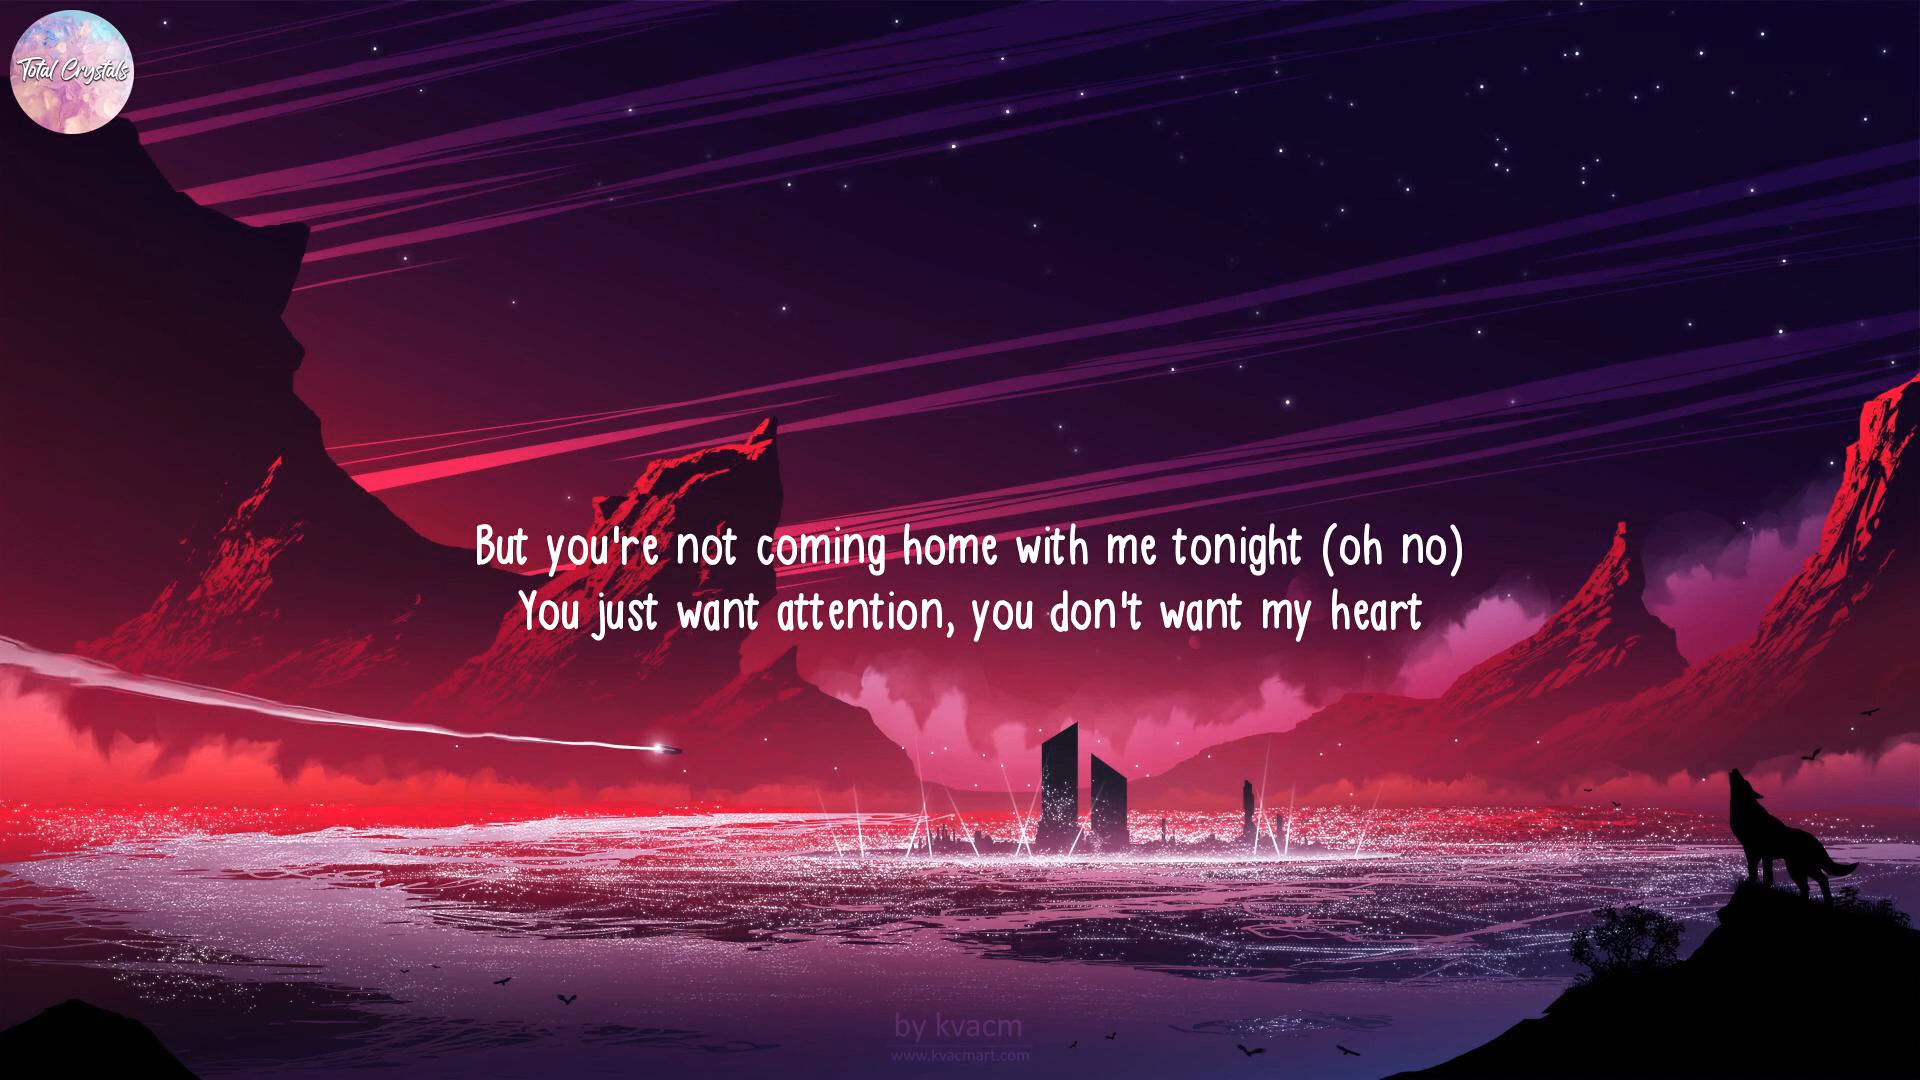 Total Crystals
But you're not coming home with me tonight (oh no)
You just want attention, you don't want my heart
by kvacm
www.kvacmart.com